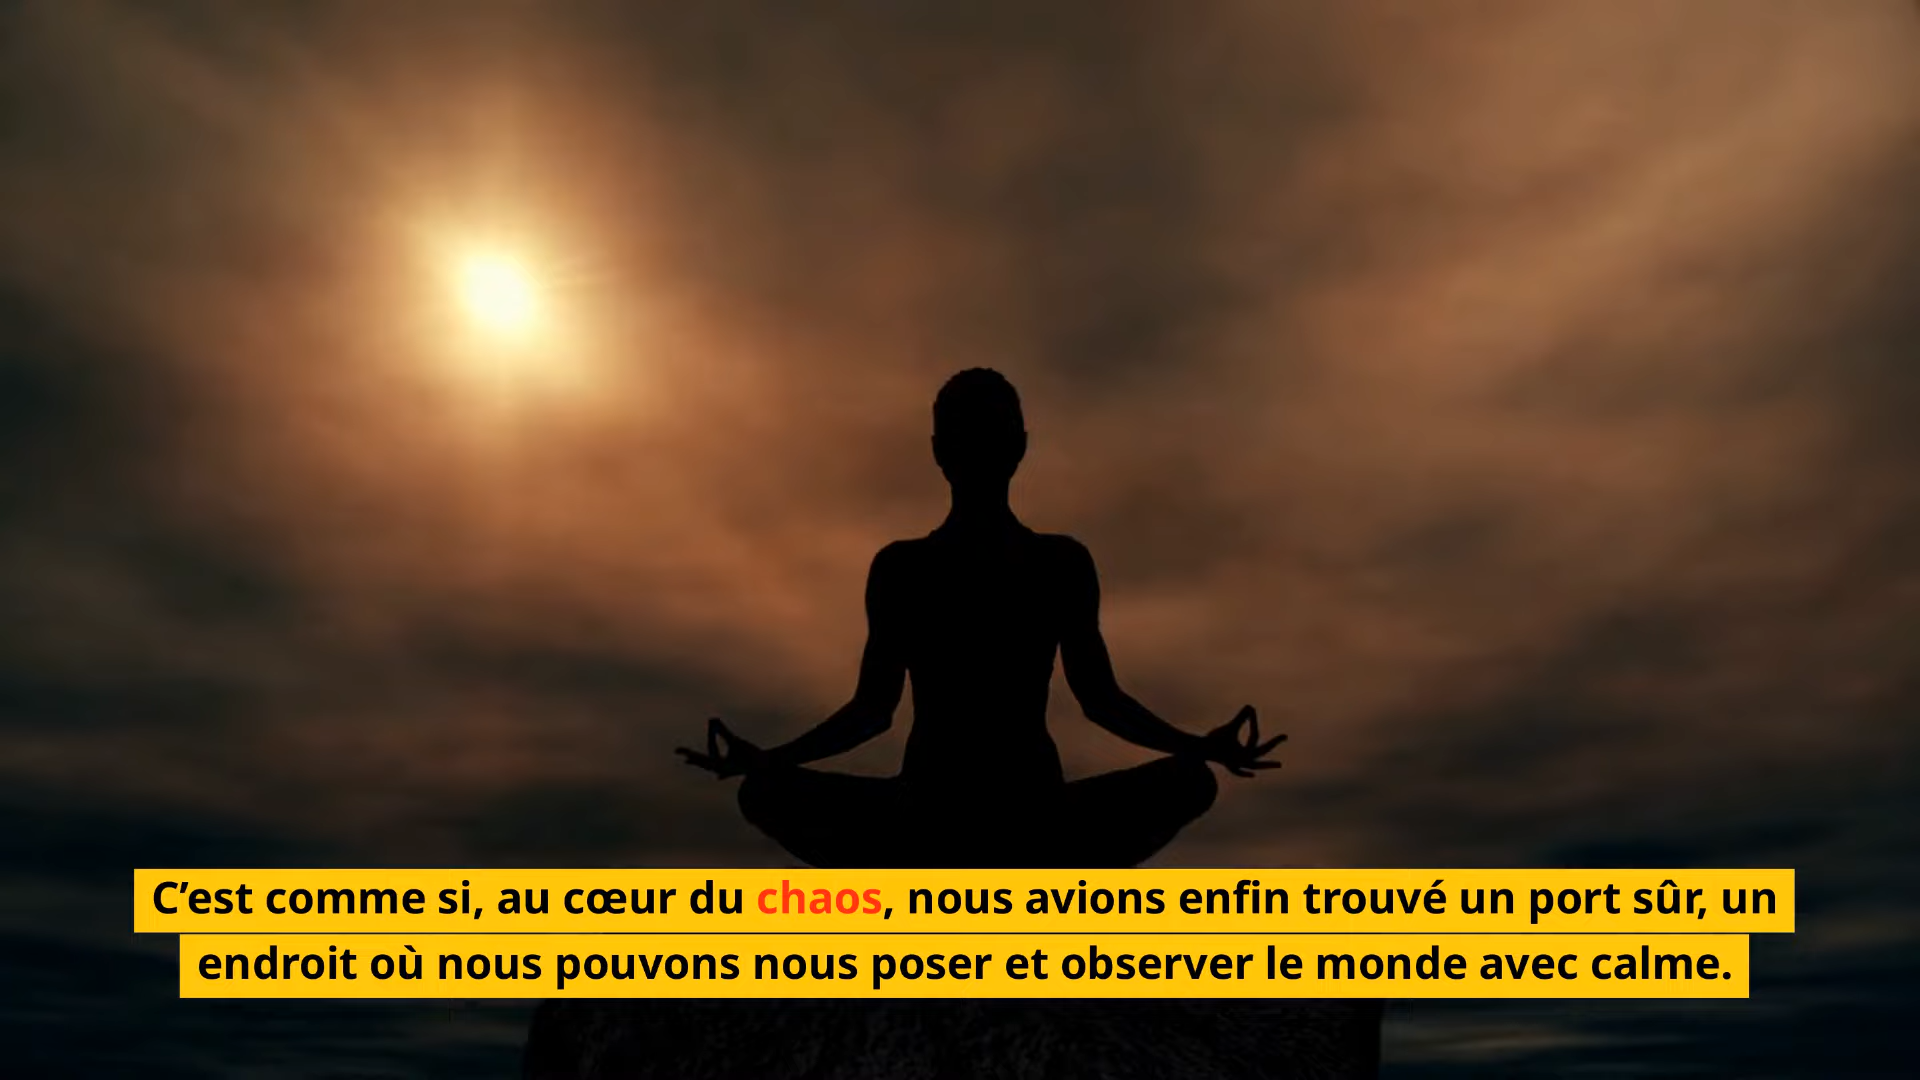 C’est comme si, au cœur du chaos, nous avions enfin trouvé un port sûr, un
endroit où nous pouvons nous poser et observer le monde avec calme.